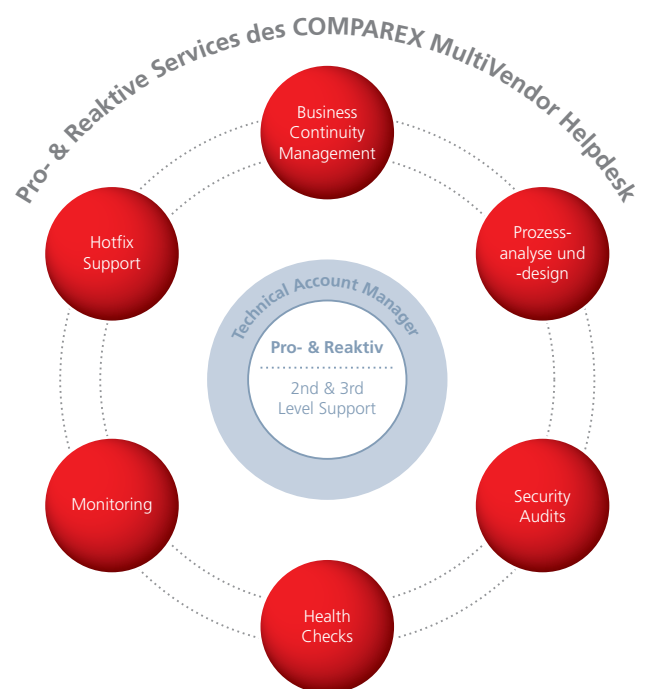 Pro- & Reaktive Services des COMPAREX MultiVendor Helpdesk
Business
Continuity
Management
Prozess-
analyse und
-design
Security
Audits
Health
Checks
Monitoring
Hotfix
Support
Technical Account Manager
Pro- & Reaktiv
2nd & 3rd
Level Support